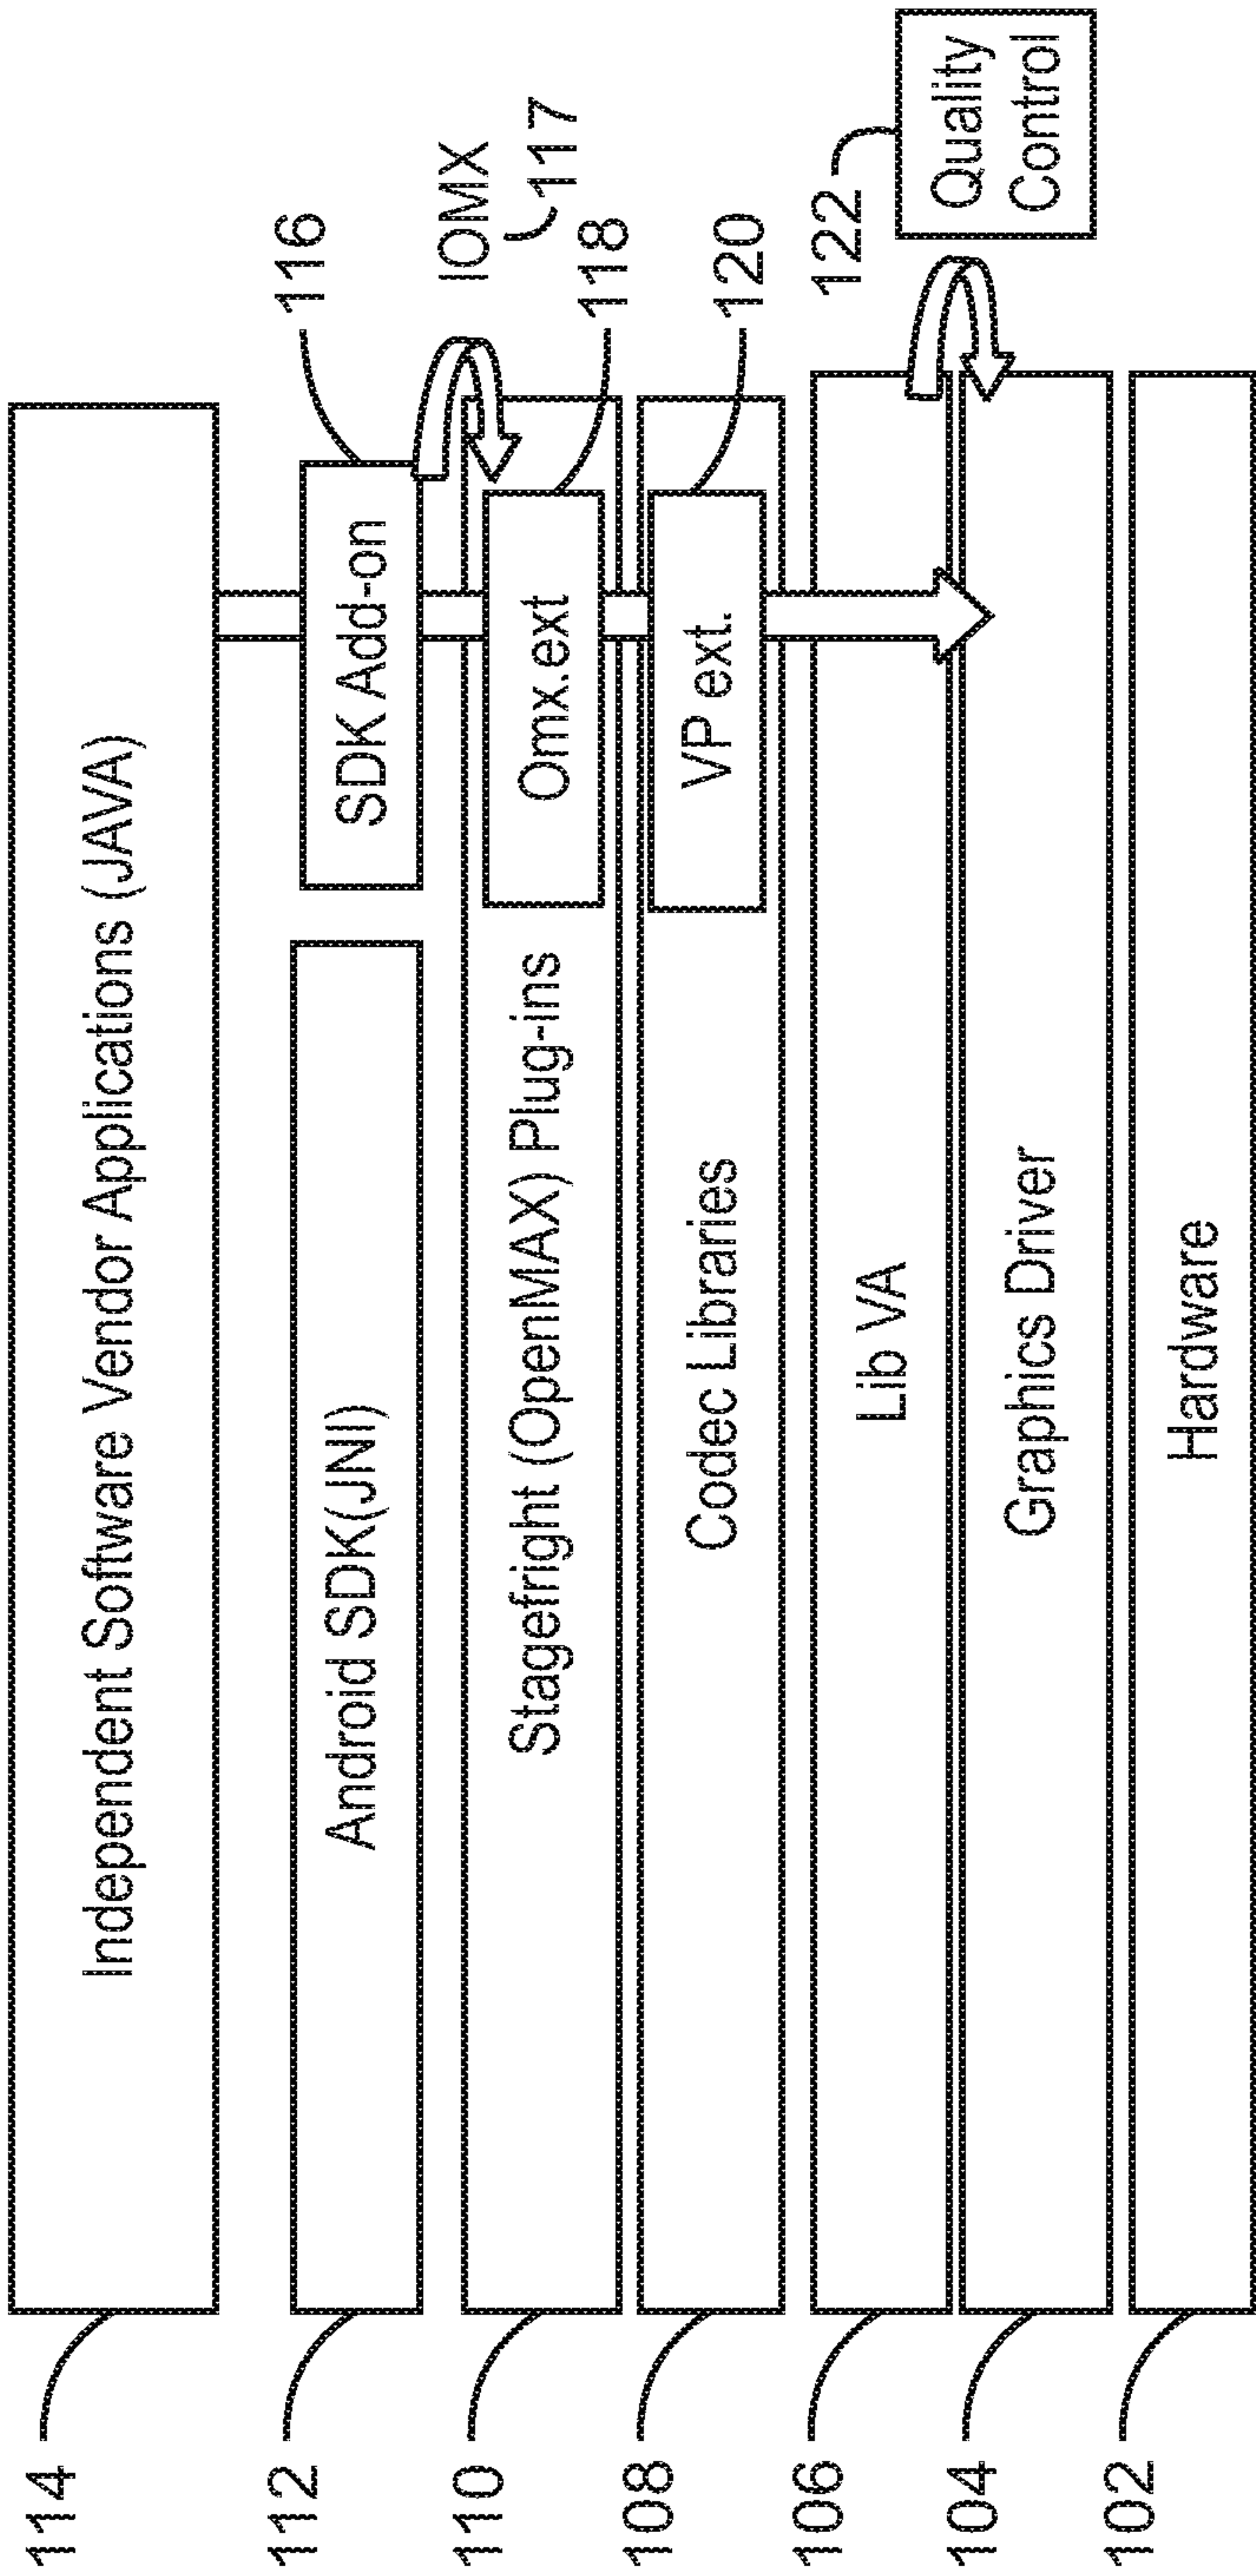 114
Independent Software Vendor Applications (JAVA)
112
Android SDK(JNI)
SDK Add-on
116
IOMX
117
110
Stagefright (OpenMAX) Plug-ins
Omx.ext
118
108
Codec Libraries
VP ext.
120
106
Lib VA
122
Quality
Control
104
Graphics Driver
102
Hardware